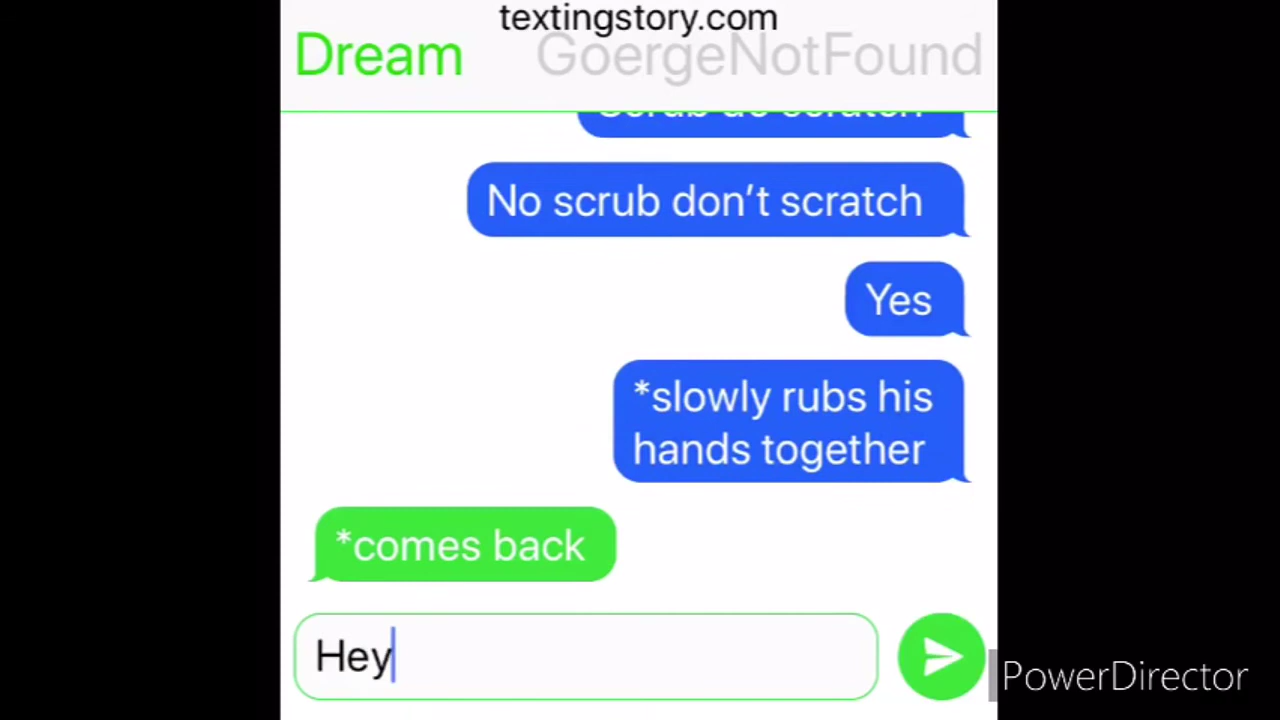 textingstory.com
Dream GoergeNotFound
No scrub don’t scratch
Yes
*slowly rubs his
hands together
*comes back
Hey
PowerDirector